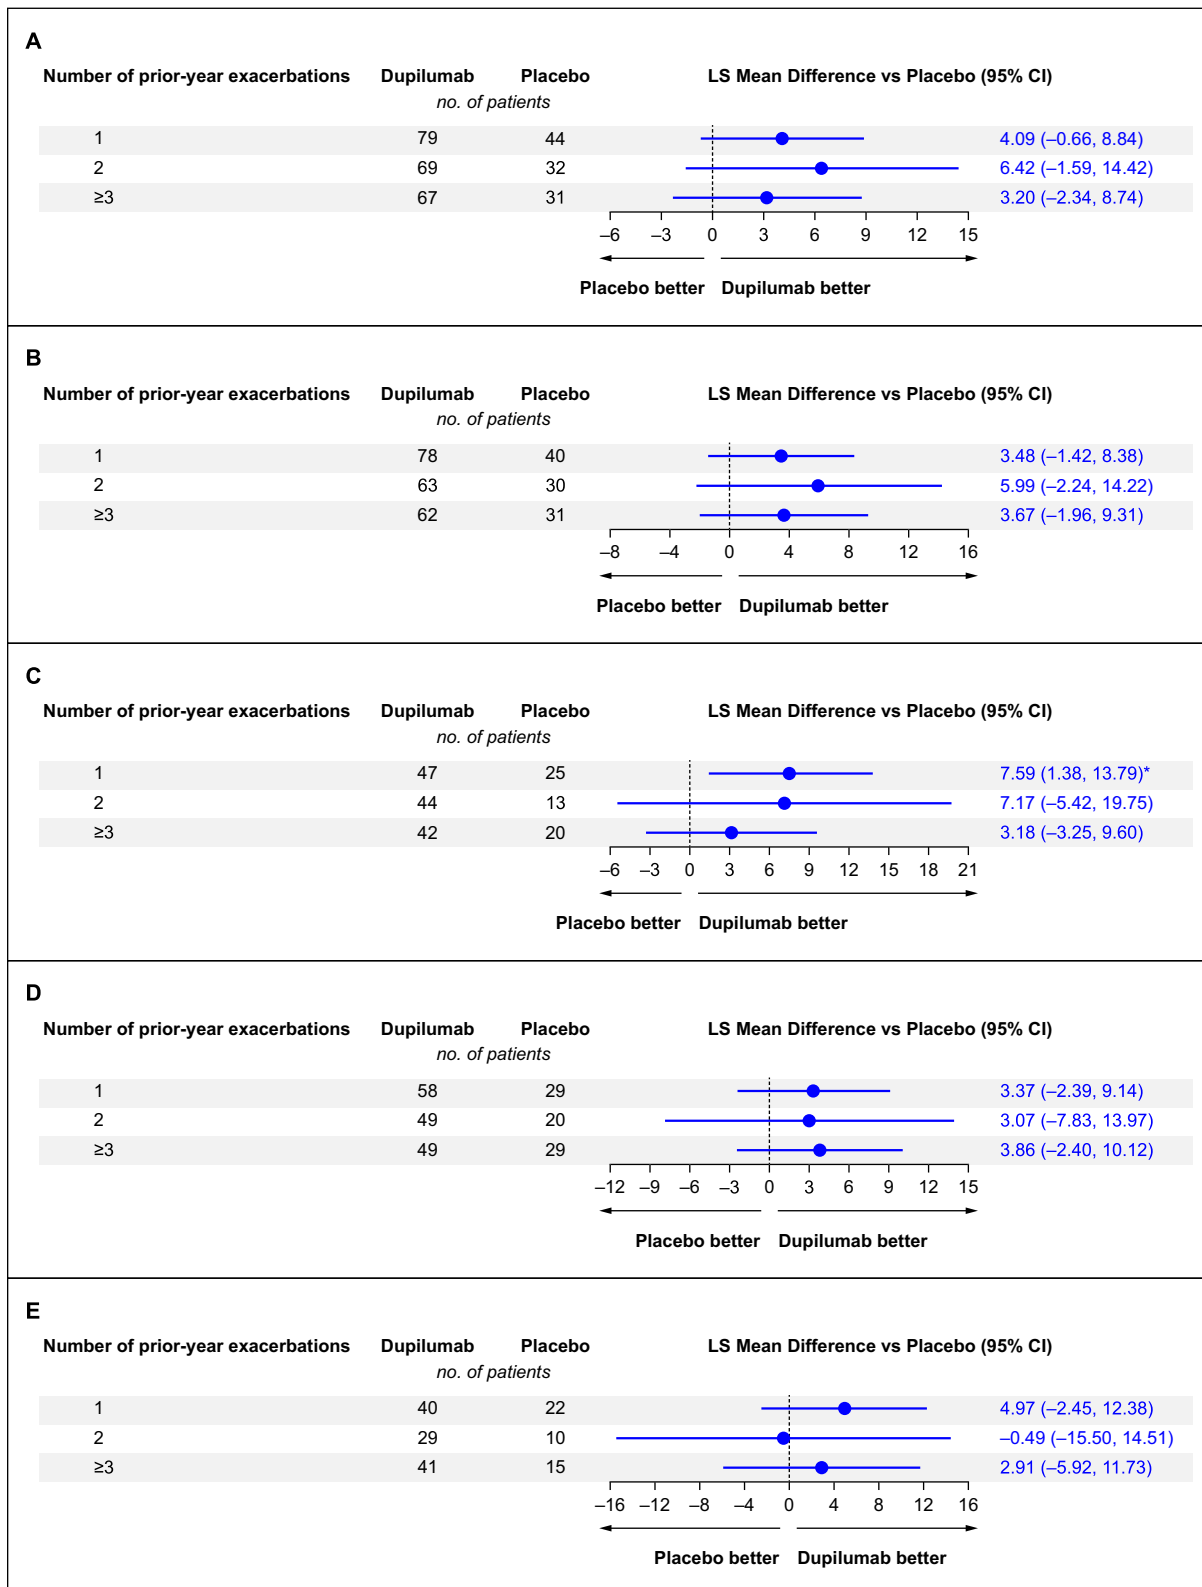 A
Number of prior-year exacerbations Dupilumab Placebo LS Mean Difference vs Placebo (95% CI)
no. of patients
1 79 44 4.09 (–0.66, 8.84)
2 69 32 6.42 (–1.59, 14.42)
≥3 67 31 3.20 (–2.34, 8.74)
–6 –3 0 3 6 9 12 15
Placebo better Dupilumab better
B
Number of prior-year exacerbations Dupilumab Placebo LS Mean Difference vs Placebo (95% CI)
no. of patients
1 78 40 3.48 (–1.42, 8.38)
2 63 30 5.99 (–2.24, 14.22)
≥3 62 31 3.67 (–1.96, 9.31)
–8 –4 0 4 8 12 16
Placebo better Dupilumab better
C
Number of prior-year exacerbations Dupilumab Placebo LS Mean Difference vs Placebo (95% CI)
no. of patients
1 47 25 7.59 (1.38, 13.79)*
2 44 13 7.17 (–5.42, 19.75)
≥3 42 20 3.18 (–3.25, 9.60)
–6 –3 0 3 6 9 12 15 18 21
Placebo better Dupilumab better
D
Number of prior-year exacerbations Dupilumab Placebo LS Mean Difference vs Placebo (95% CI)
no. of patients
1 58 29 3.37 (–2.39, 9.14)
2 49 20 3.07 (–7.83, 13.97)
≥3 49 29 3.86 (–2.40, 10.12)
–12 –9 –6 –3 0 3 6 9 12 15
Placebo better Dupilumab better
E
Number of prior-year exacerbations Dupilumab Placebo LS Mean Difference vs Placebo (95% CI)
no. of patients
1 40 22 4.97 (–2.45, 12.38)
2 29 10 –0.49 (–15.50, 14.51)
≥3 41 15 2.91 (–5.92, 11.73)
–16 –12 –8 –4 0 4 8 12 16
Placebo better Dupilumab better